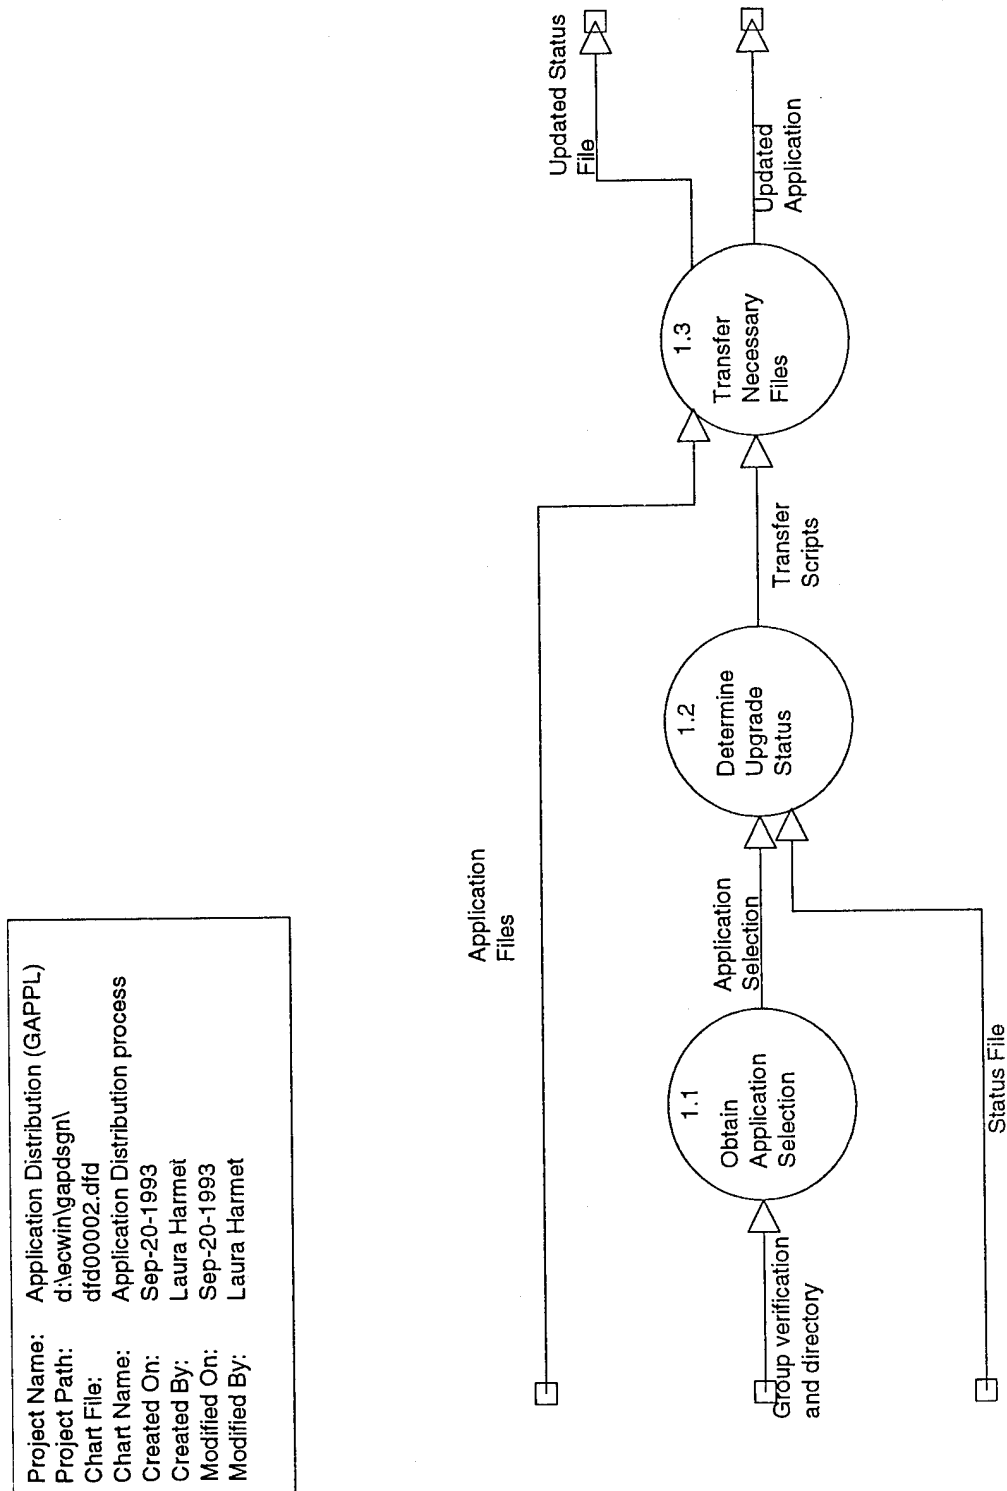 Project Name: Application Distribution (GAPPL)
Project Path: d:\ecwin\gapdsgn\
Chart File: dfd00002.dfd
Chart Name: Application Distribution process
Created On: Sep-20-1993
Created By: Laura Harmet
Modified On: Sep-20-1993
Modified By: Laura Harmet
Application
Files
Group verification
and directory
1.1
Obtain
Application
Selection
Application
Selection
Status File
1.2
Determine
Upgrade
Status
Transfer
Scripts
1.3
Transfer
Necessary
Files
Updated Status
File
Updated
Application